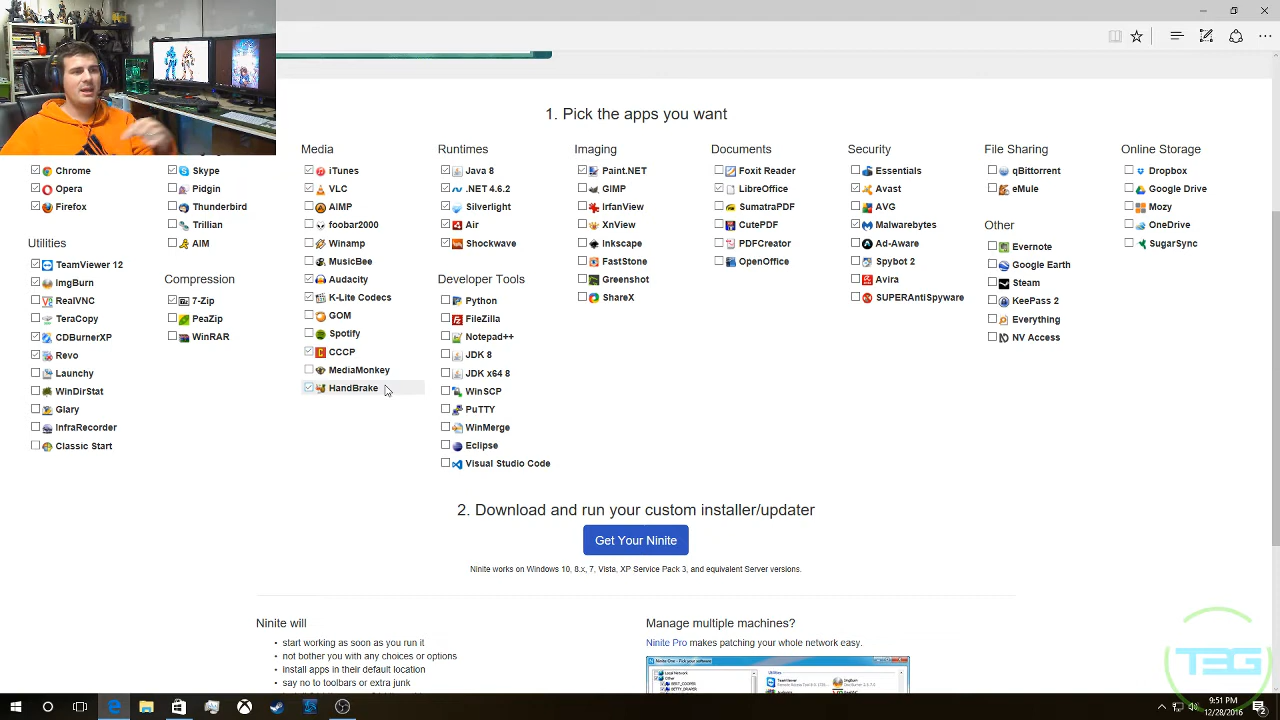 1. Pick the apps you want
Chrome
Opera
Firefox
Utilities
TeamViewer 12
ImgBurn
RealVNC
TeraCopy
CDBurnerXP
Revo
Launchy
WinDirStat
Glary
InfraRecorder
Classic Start
Skype
Pidgin
Thunderbird
Trillian
AIM
Compression
7-Zip
PeaZip
WinRAR
Media
iTunes
VLC
AIMP
foobar2000
Winamp
MusicBee
Audacity
K-Lite Codecs
GOM
Spotify
CCCP
MediaMonkey
HandBrake
Runtimes
Java 8
.NET 4.6.2
Silverlight
Air
Shockwave
Developer Tools
Python
FileZilla
Notepad++
JDK 8
JDK x64 8
WinSCP
PuTTY
WinMerge
Eclipse
Visual Studio Code
Imaging
Paint.NET
GIMP
IrfanView
XnView
Inkscape
FastStone
Greenshot
ShareX
Documents
Foxit Reader
LibreOffice
SumatraPDF
CutePDF
PDFCreator
OpenOffice
Security
Essentials
Avast
AVG
Malwarebytes
Ad-Aware
Spybot 2
Avira
SUPERAntiSpyware
File Sharing
qBittorrent
eMule
Other
Evernote
Google Earth
Steam
KeePass 2
Everything
NV Access
Online Storage
Dropbox
Google Drive
Mozy
OneDrive
SugarSync
2. Download and run your custom installer/updater
Get Your Ninite
Ninite works on Windows 10, 8.x, 7, Vista, XP Service Pack 3, and equivalent Server versions.
Ninite will
• start working as soon as you run it
• not bother you with any choices or options
• install apps in their default location
• say no to toolbars or extra junk
Manage multiple machines?
Ninite Pro makes patching your whole network easy.
TBG
9:51 PM
12/28/2016